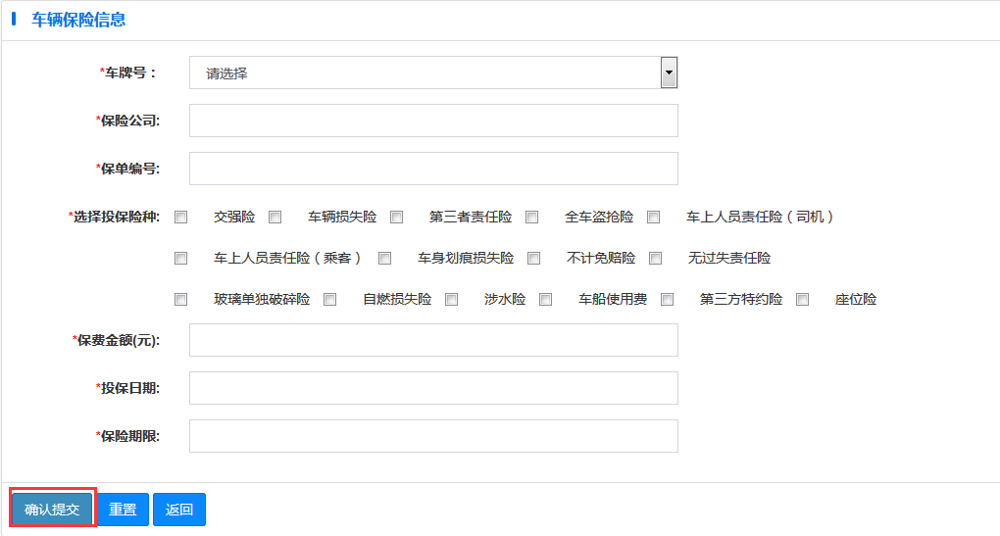 车辆保险信息
*车牌号： 请选择
*保险公司:
*保单编号:
*选择投保险种: 交强险 车辆损失险 第三者责任险 全车盗抢险 车上人员责任险（司机）
车上人员责任险（乘客） 车身划痕损失险 不计免赔险 无过失责任险
玻璃单独破碎险 自燃损失险 涉水险 车船使用费 第三方特约险 座位险
*保费金额(元):
*投保日期:
*保险期限:
确认提交 重置 返回